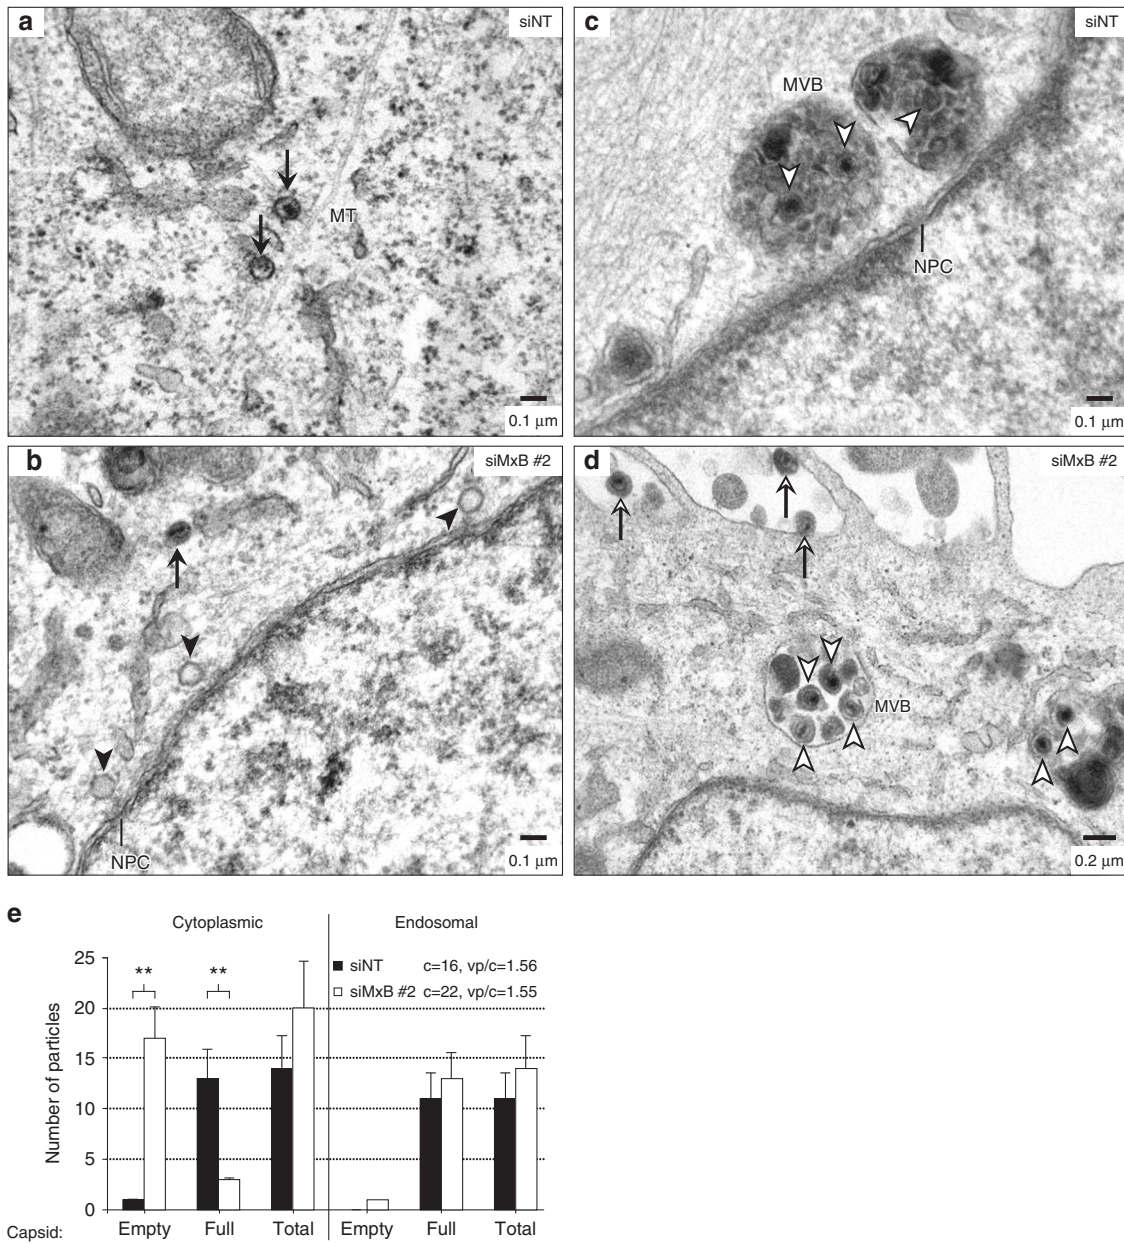 a
siNT
MT
0.1 µm
c
siNT
MVB
NPC
0.1 µm
b
siMxB #2
NPC
0.1 µm
d
siMxB #2
MVB
0.2 µm
e
Cytoplasmic
Endosomal
siNT c=16, vp/c=1.56
siMxB #2 c=22, vp/c=1.55
** **
Number of particles
25
20
15
10
5
0
Capsid: Empty Full Total Empty Full Total